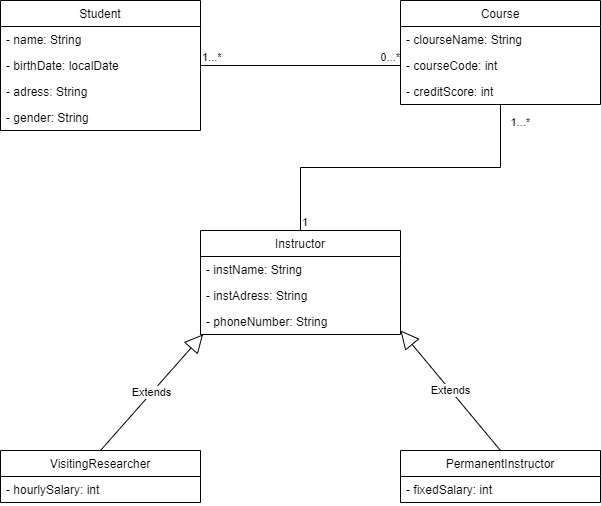 Student
- name: String
- birthDate: localDate
- adress: String
- gender: String
1...*
0...*
Course
- clourseName: String
- courseCode: int
- creditScore: int
1...*
1
Instructor
- instName: String
- instAdress: String
- phoneNumber: String
Extends
Extends
VisitingResearcher
- hourlySalary: int
PermanentInstructor
- fixedSalary: int